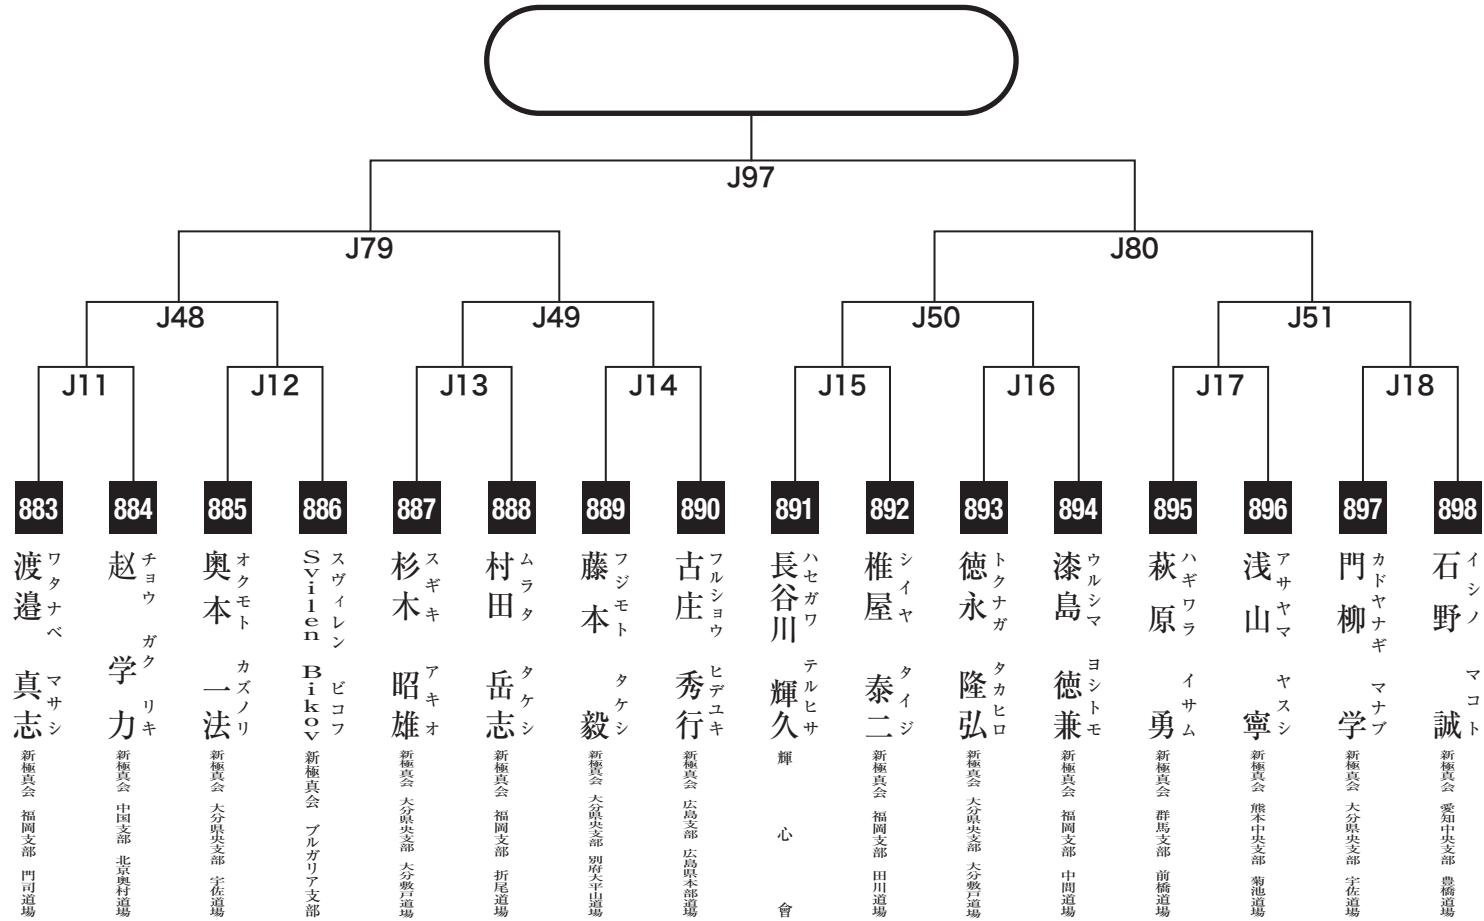 J97
J79
J80
J48
J49
J50
J51
J11
J12
J13
J14
J15
J16
J17
J18
883
884
885
886
887
888
889
890
891
892
893
894
895
896
897
898
ワタナベ マサシ
渡邉 真志
新極真会 福岡支部 門司道場
チョウ ガク リキ
赵 学 力
新極真会 中国支部 北京奥村道場
オクモト カズノリ
奥本 一法
新極真会 大分県央支部 宇佐道場
スヴィレン ビコフ
Svilen Bikov
新極真会 ブルガリア支部
スギキ アキオ
杉木 昭雄
新極真会 大分県央支部 大分敷戸道場
ムラタ タケシ
村田 岳志
新極真会 福岡支部 折尾道場
フジモト タケシ
藤本 毅
新極真会 大分県央支部 別府大平山道場
フルショウ ヒデユキ
古庄 秀行
新極真会 広島支部 広島県本部道場
ハセガワ テルヒサ
長谷川 輝久
輝心會
シイヤ タイジ
椎屋 泰二
新極真会 福岡支部 田川道場
トクナガ タカヒロ
徳永 隆弘
新極真会 大分県央支部 大分敷戸道場
ウルシマ ヨシトモ
漆島 徳兼
新極真会 福岡支部 中間道場
ハギワラ イサム
萩原 勇
新極真会 群馬支部 前橋道場
アサヤマ ヤスシ
浅山 寧
新極真会 熊本中央支部 菊池道場
カドヤナギ マナブ
門柳 学
新極真会 大分県央支部 宇佐道場
イシノ マコト
石野 誠
新極真会 愛知中央支部 豊橋道場